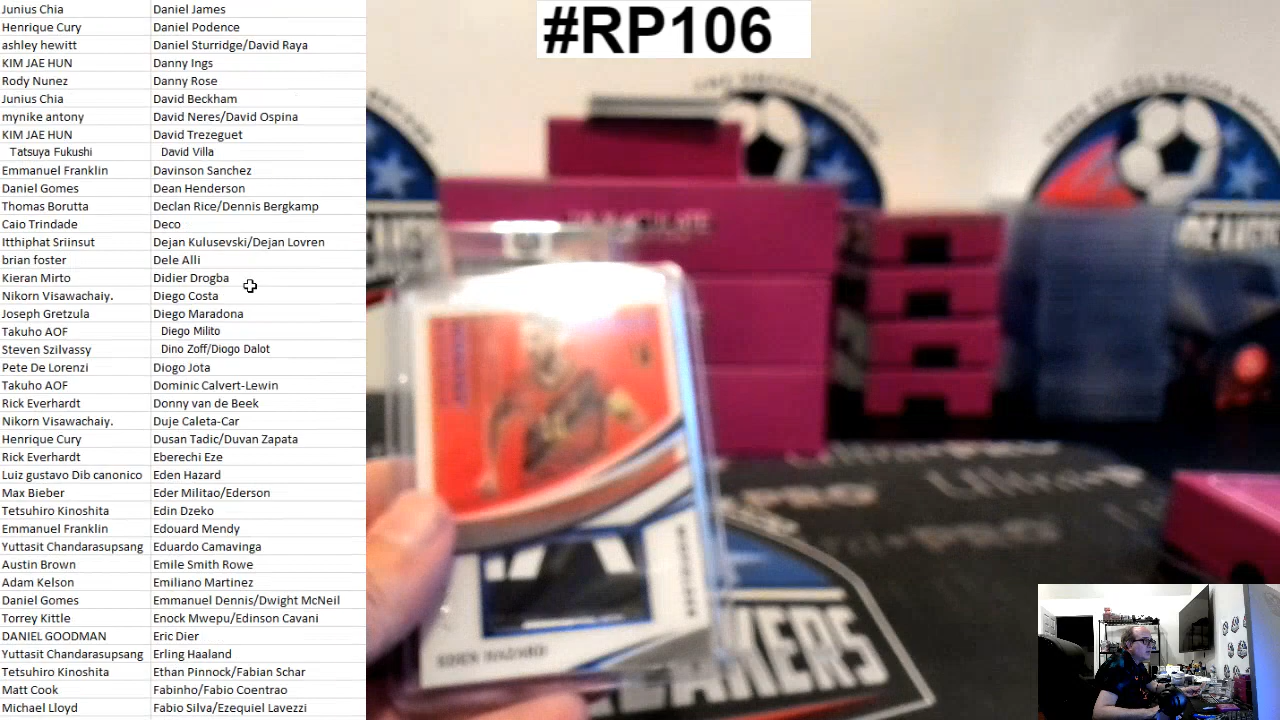 #RP106
Junius Chia Daniel James
Henrique Cury Daniel Podence
ashley hewitt Daniel Sturridge/David Raya
KIM JAE HUN Danny Ings
Rody Nunez Danny Rose
Junius Chia David Beckham
mynike antony David Neres/David Ospina
KIM JAE HUN David Trezeguet
Tatsuya Fukushi David Villa
Emmanuel Franklin Davinson Sanchez
Daniel Gomes Dean Henderson
Thomas Borutta Declan Rice/Dennis Bergkamp
Caio Trindade Deco
Itthiphat Sriinsut Dejan Kulusevski/Dejan Lovren
brian foster Dele Alli
Kieran Mirto Didier Drogba
Nikorn Visawachaiy. Diego Costa
Joseph Gretzula Diego Maradona
Takuho AOF Diego Milito
Steven Szilvassy Dino Zoff/Diogo Dalot
Pete De Lorenzi Diogo Jota
Takuho AOF Dominic Calvert-Lewin
Rick Everhardt Donny van de Beek
Nikorn Visawachaiy. Duje Caleta-Car
Henrique Cury Dusan Tadic/Duvan Zapata
Rick Everhardt Eberechi Eze
Luiz gustavo Dib canonico Eden Hazard
Max Bieber Eder Militao/Ederson
Tetsuhiro Kinoshita Edin Dzeko
Emmanuel Franklin Edouard Mendy
Yuttasit Chandarasupsang Eduardo Camavinga
Austin Brown Emile Smith Rowe
Adam Kelson Emiliano Martinez
Daniel Gomes Emmanuel Dennis/Dwight McNeil
Torrey Kittle Enock Mwepu/Edinson Cavani
DANIEL GOODMAN Eric Dier
Yuttasit Chandarasupsang Erling Haaland
Tetsuhiro Kinoshita Ethan Pinnock/Fabian Schar
Matt Cook Fabinho/Fabio Coentrao
Michael Lloyd Fabio Silva/Ezequiel Lavezzi
EDEN HAZARD